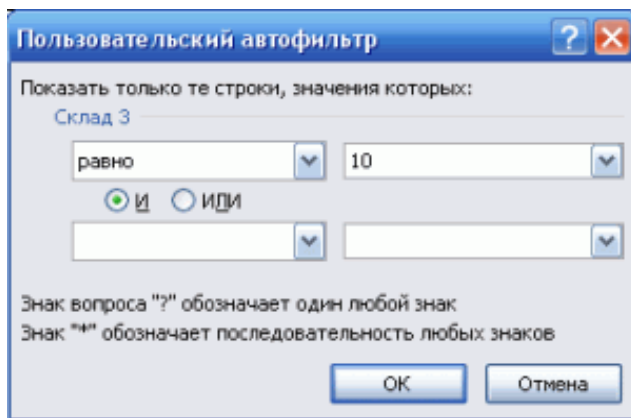 Пользовательский автофильтр
Показать только те строки, значения которых:
Склад 3
равно 10
И ИЛИ
Знак вопроса "?" обозначает один любой знак
Знак "*" обозначает последовательность любых знаков
ОК Отмена